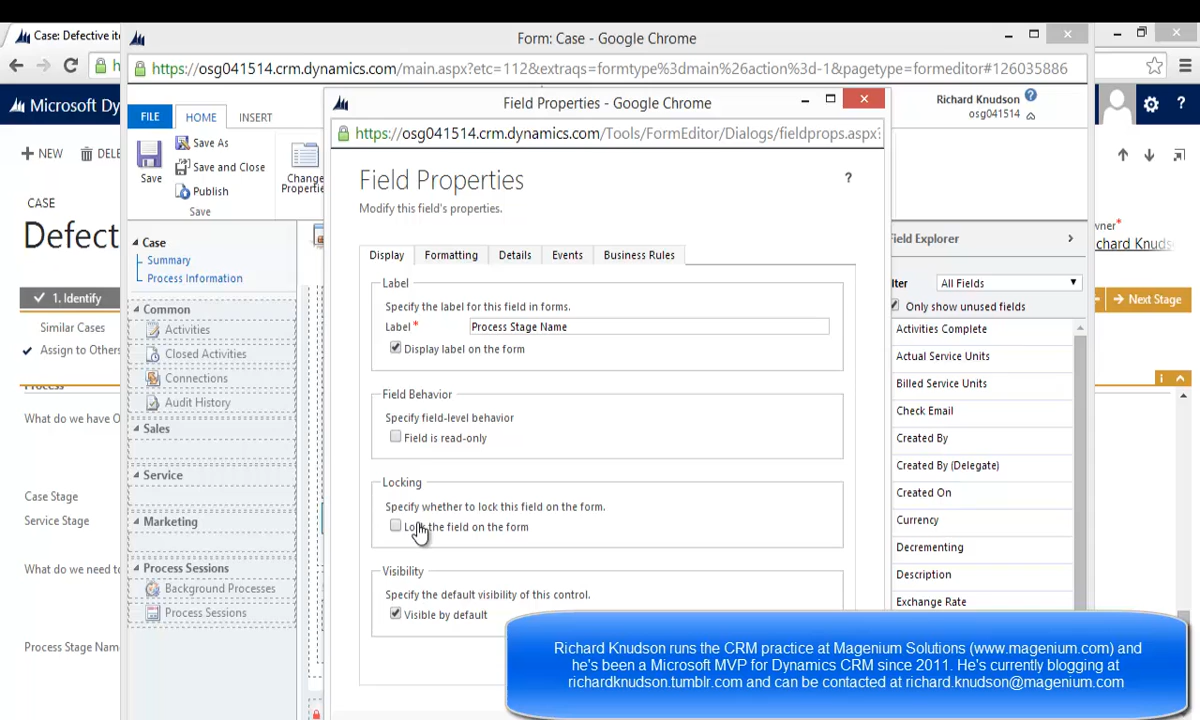 Case: Defective ite
Form: Case - Google Chrome
https://osg041514.crm.dynamics.com/main.aspx?etc=112&extraqs=formtype%3dmain%26action%3d-1&pagetype=formeditor#126035886
Microsoft Dy
FILE
HOME
INSERT
Field Properties - Google Chrome
https://osg041514.crm.dynamics.com/Tools/FormEditor/Dialogs/fieldprops.aspx
Richard Knudson
osg041514
?
NEW
DELE
Save
Save As
Save and Close
Publish
Save
Change
Properties
Field Properties
Modify this field's properties.
?
CASE
Defect
Case
Summary
Process Information
Common
Activities
Closed Activities
Connections
Audit History
Sales
Service
Marketing
Process Sessions
Background Processes
Process Sessions
1. Identify
Similar Cases
Assign to Others
Process
What do we have O
Case Stage
Service Stage
What do we need to
Process Stage Nam
Display
Formatting
Details
Events
Business Rules
Label
Specify the label for this field in forms.
Label* Process Stage Name
Display label on the form
Field Behavior
Specify field-level behavior
Field is read-only
Locking
Specify whether to lock this field on the form.
Lock the field on the form
Visibility
Specify the default visibility of this control.
Visible by default
ield Explorer
lter All Fields
Only show unused fields
Activities Complete
Actual Service Units
Billed Service Units
Check Email
Created By
Created By (Delegate)
Created On
Currency
Decrementing
Description
Exchange Rate
wner*
chard Knuds
Next Stage
Richard Knudson runs the CRM practice at Magenium Solutions (www.magenium.com) and
he's been a Microsoft MVP for Dynamics CRM since 2011. He's currently blogging at
richardknudson.tumblr.com and can be contacted at richard.knudson@magenium.com